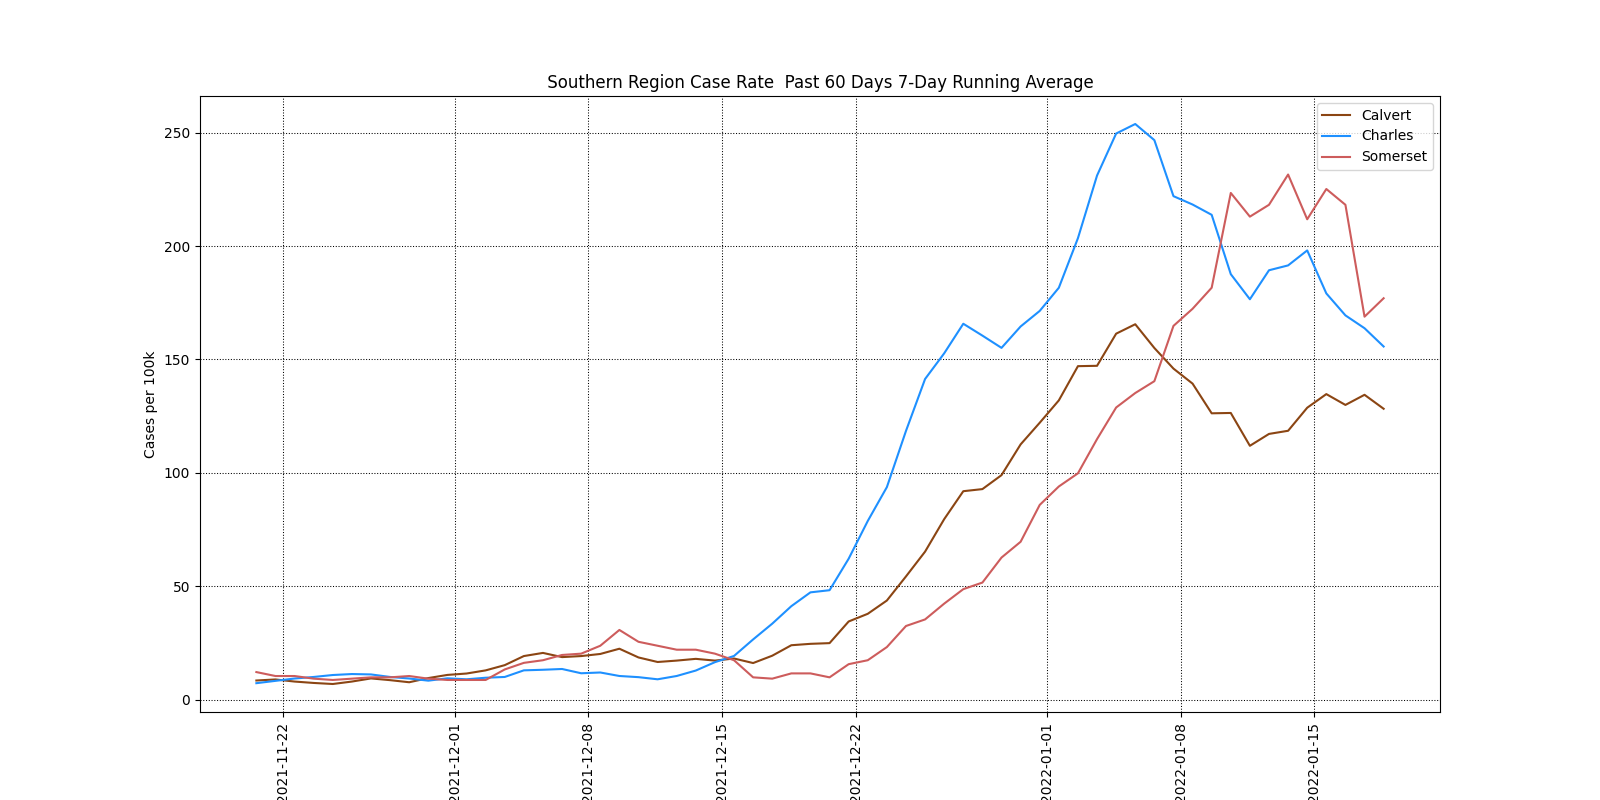 Southern Region Case Rate  Past 60 Days 7-Day Running Average
Calvert
Charles
Somerset
Cases per 100k
250
200
150
100
50
0
2021-11-22
2021-12-01
2021-12-08
2021-12-15
2021-12-22
2022-01-01
2022-01-08
2022-01-15